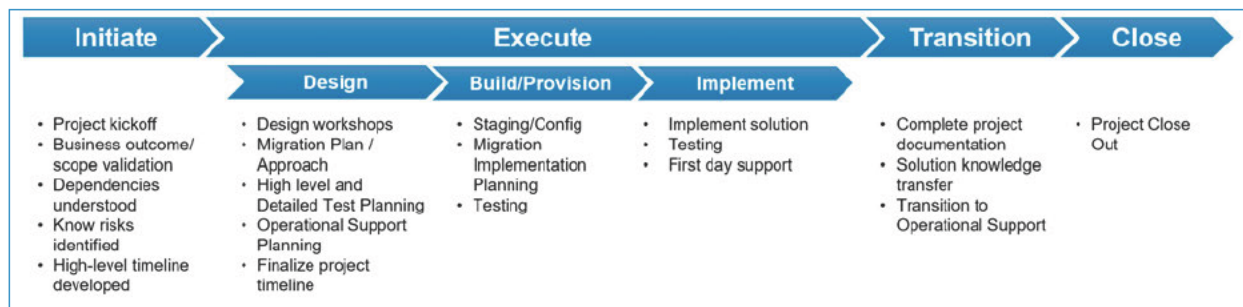 Initiate
Execute
Transition
Close
Design
Build/Provision
Implement
• Project kickoff
• Business outcome/
scope validation
• Dependencies
understood
• Know risks
identified
• High-level timeline
developed
• Design workshops
• Migration Plan /
Approach
• High level and
Detailed Test Planning
• Operational Support
Planning
• Finalize project
timeline
• Staging/Config
• Migration
Implementation
Planning
• Testing
• Implement solution
• Testing
• First day support
• Complete project
documentation
• Solution knowledge
transfer
• Transition to
Operational Support
• Project Close
Out